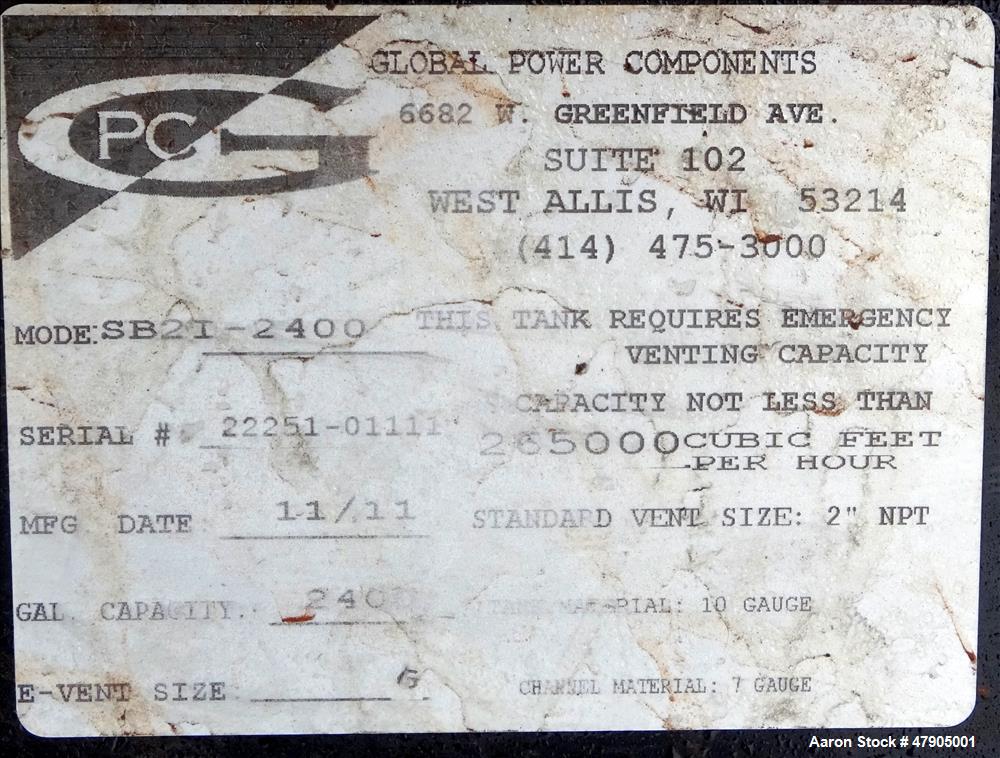 GPC
GLOBAL POWER COMPONENTS
6682 W. GREENFIELD AVE.
SUITE 102
WEST ALLIS, WI 53214
(414) 475-3000
MODE: SB2I-2400
THIS TANK REQUIRES EMERGENCY
VENTING CAPACITY
CAPACITY NOT LESS THAN
SERIAL # 22251-01111
265000 CUBIC FEET
PER HOUR
MFG DATE 11/11
STANDARD VENT SIZE: 2" NPT
GAL. CAPACITY.: 2400
TANK MATERIAL: 10 GAUGE
E-VENT SIZE 6
CHANNEL MATERIAL: 7 GAUGE
Aaron Stock # 47905001